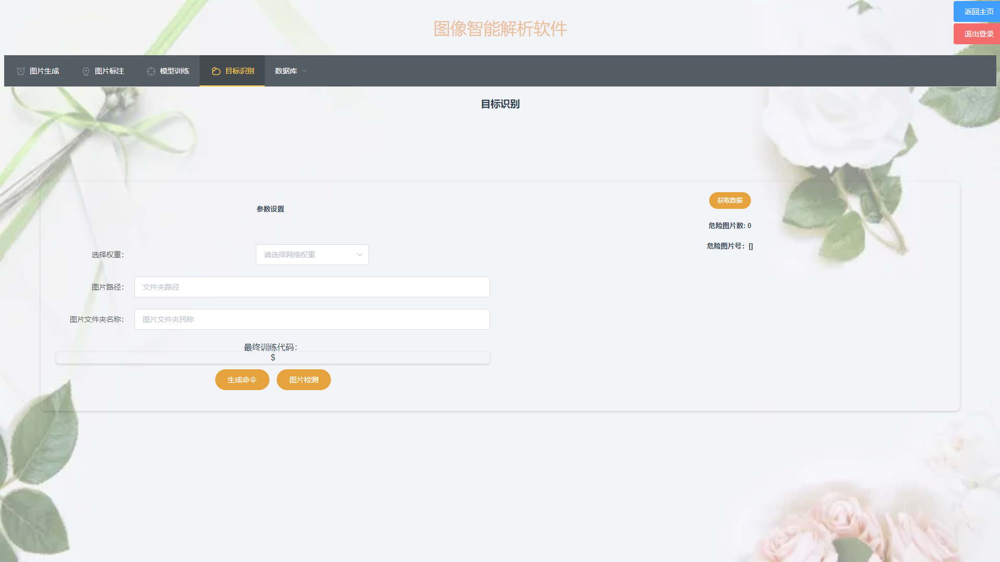 图像智能解析软件
返回主页
退出登录
图片生成 图片标注 模型训练 目标识别 数据库
目标识别
参数设置
选择权重： 请选择网络权重
图片路径： 文件夹路径
图片文件夹名称： 图片文件夹民称
最终训练代码：
$
生成命令 图片检测
获取数据
危险图片数: 0
危险图片号： []